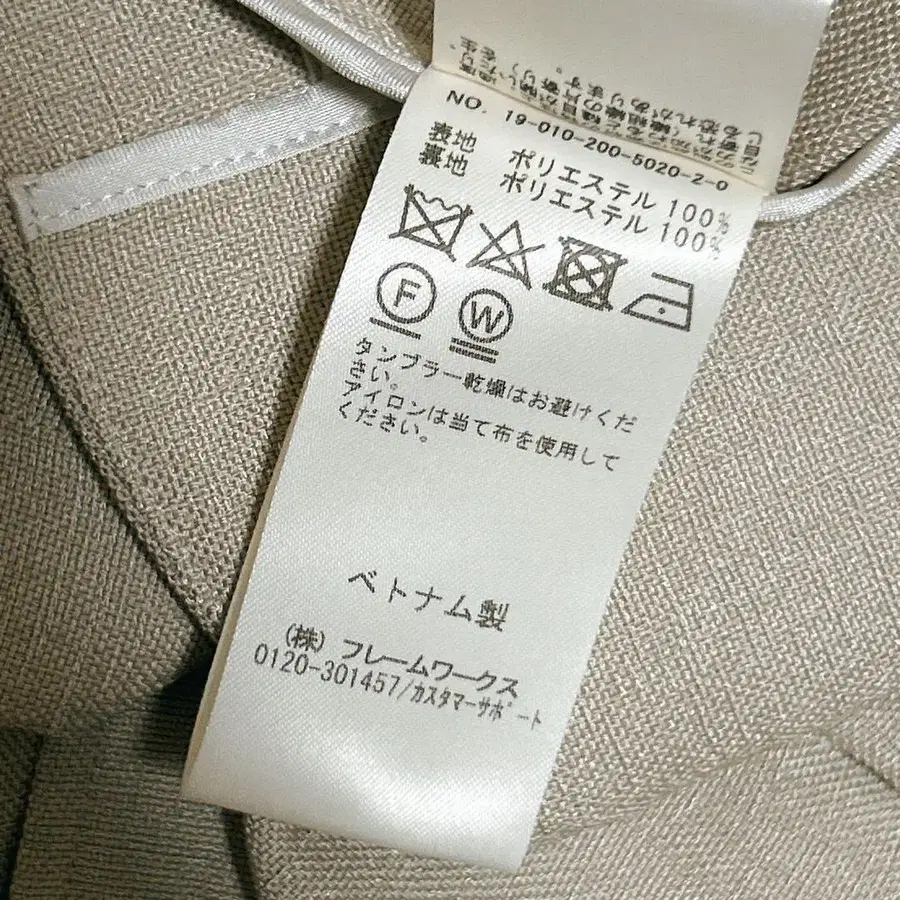 NO. 19-010-200-5020-2-0
表地 ポリエステル 100%
裏地 ポリエステル 100%
F
W
タンブラー乾燥はお避けくだ
さい。
アイロンは当て布を使用して
ください。
ベトナム製
(株) フレームワークス
0120-301457/カスタマーサポート